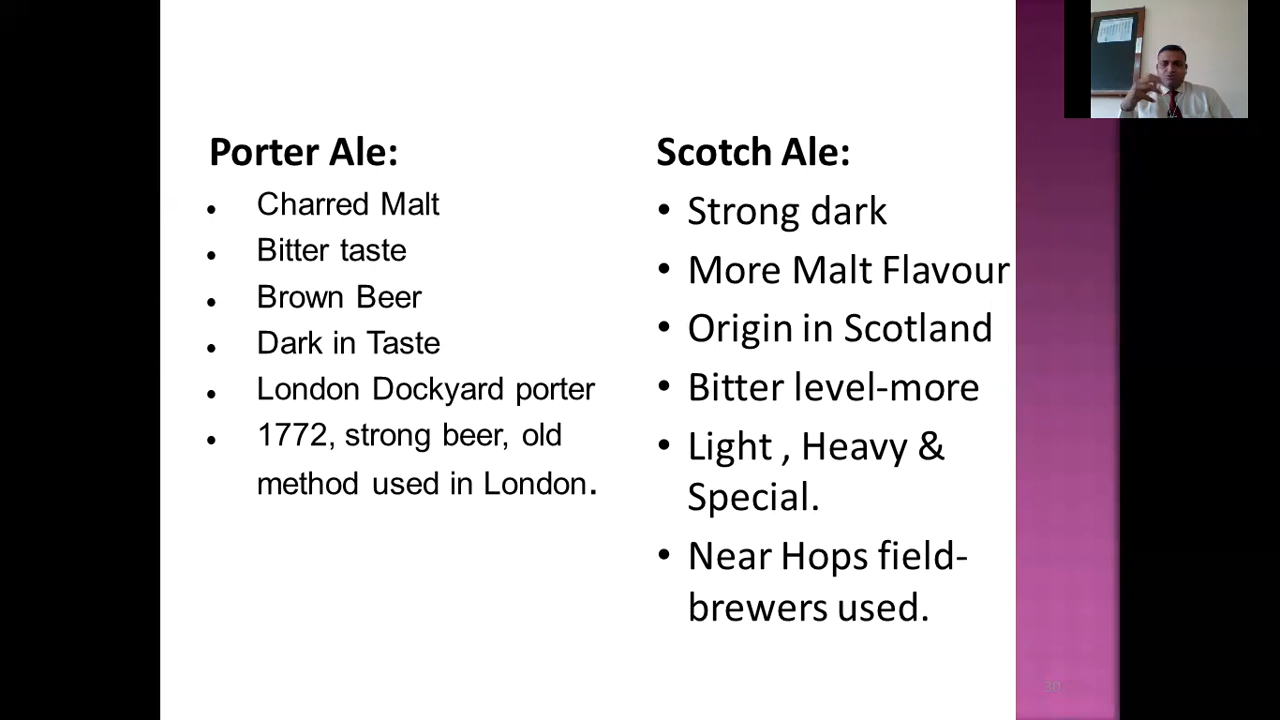 Porter Ale:
• Charred Malt
• Bitter taste
• Brown Beer
• Dark in Taste
• London Dockyard porter
• 1772, strong beer, old
method used in London.
Scotch Ale:
• Strong dark
• More Malt Flavour
• Origin in Scotland
• Bitter level-more
• Light , Heavy &
Special.
• Near Hops field-
brewers used.
30